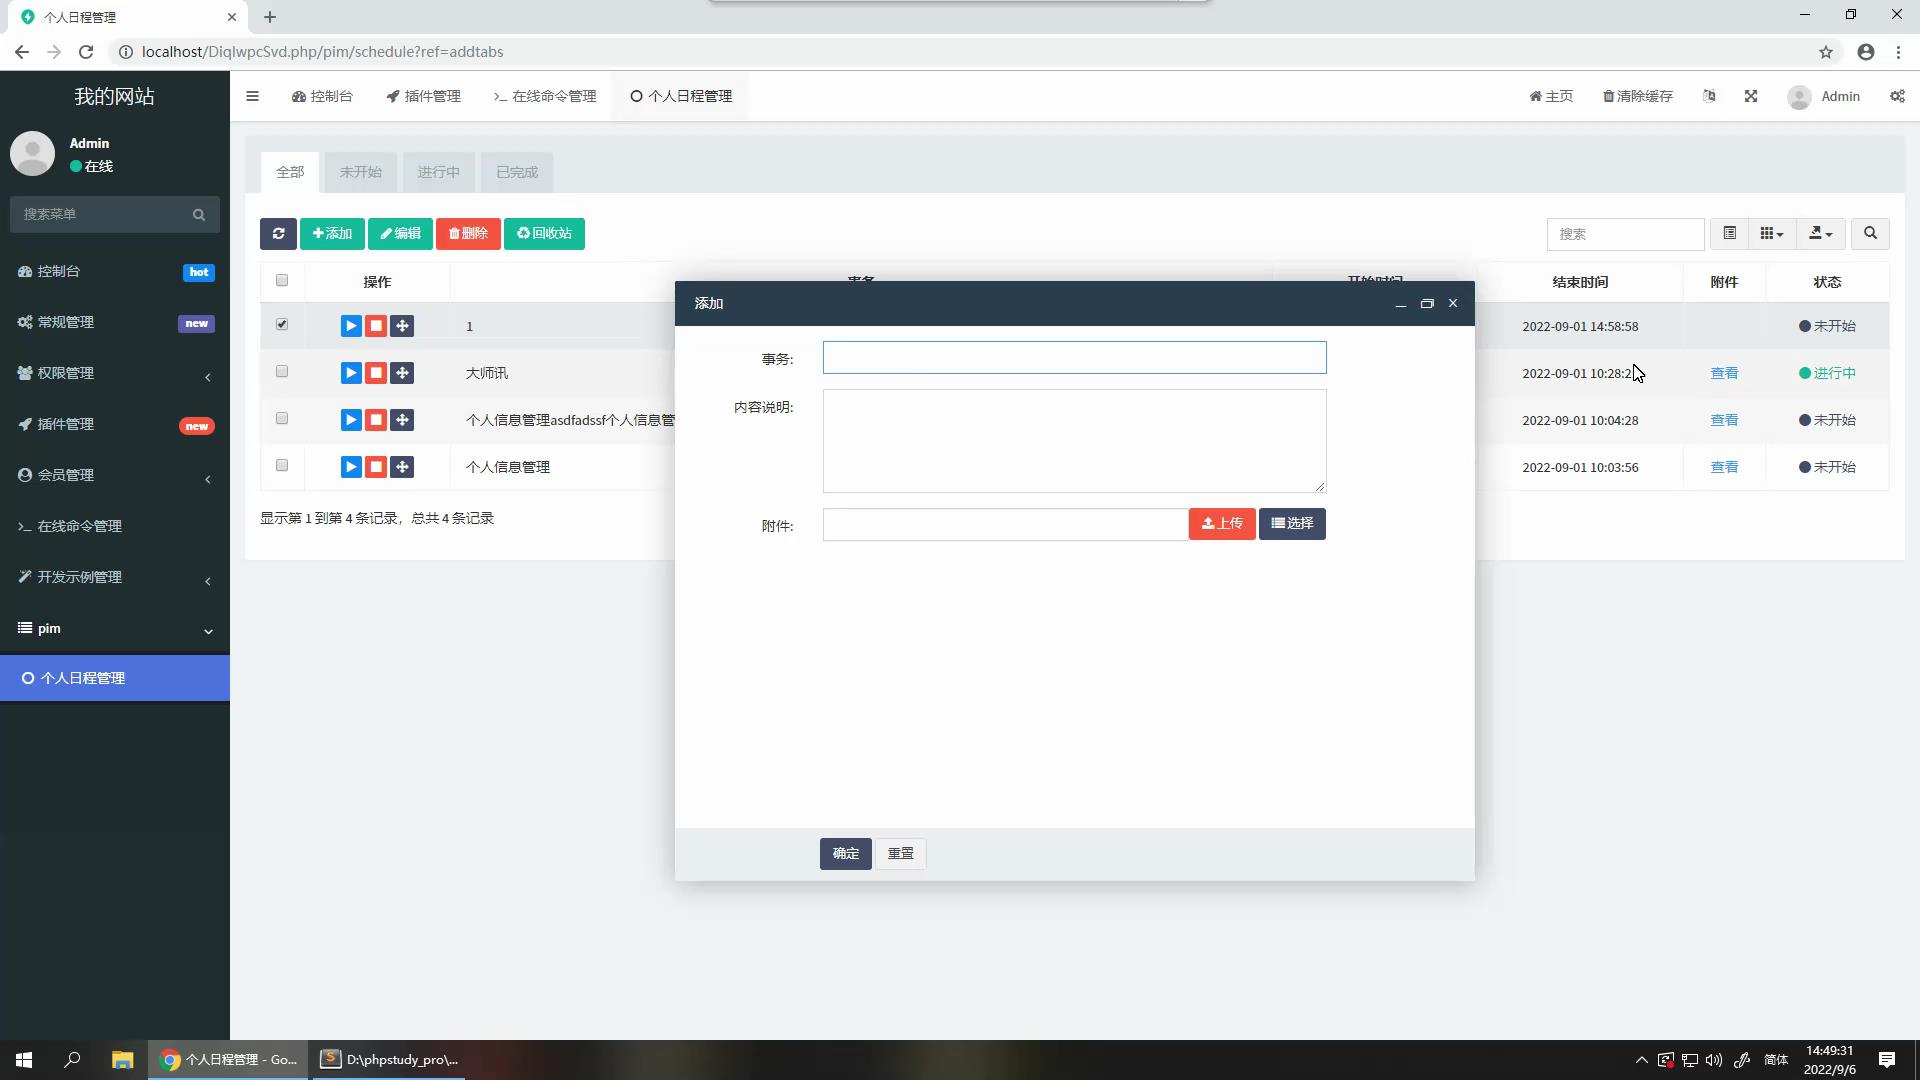 个人日程管理
localhost/DiqIwpcSvd.php/pim/schedule?ref=addtabs
我的网站
控制台
插件管理
在线命令管理
个人日程管理
主页
清除缓存
Admin
Admin
在线
搜索菜单
控制台 hot
常规管理 new
权限管理
插件管理 new
会员管理
在线命令管理
开发示例管理
pim
个人日程管理
全部 未开始 进行中 已完成
添加 编辑 删除 回收站
搜索
操作 事务 开始时间 结束时间 附件 状态
1 2022-09-01 14:58:58 未开始
大师讯 2022-09-01 10:28:2 查看 进行中
个人信息管理asdfadssf个人信息管 2022-09-01 10:04:28 查看 未开始
个人信息管理 2022-09-01 10:03:56 查看 未开始
显示第 1 到第 4 条记录，总共 4 条记录
添加
事务:
内容说明:
附件: 上传 选择
确定 重置
个人日程管理 - Go...
D:\phpstudy_pro\...
简体
14:49:31
2022/9/6